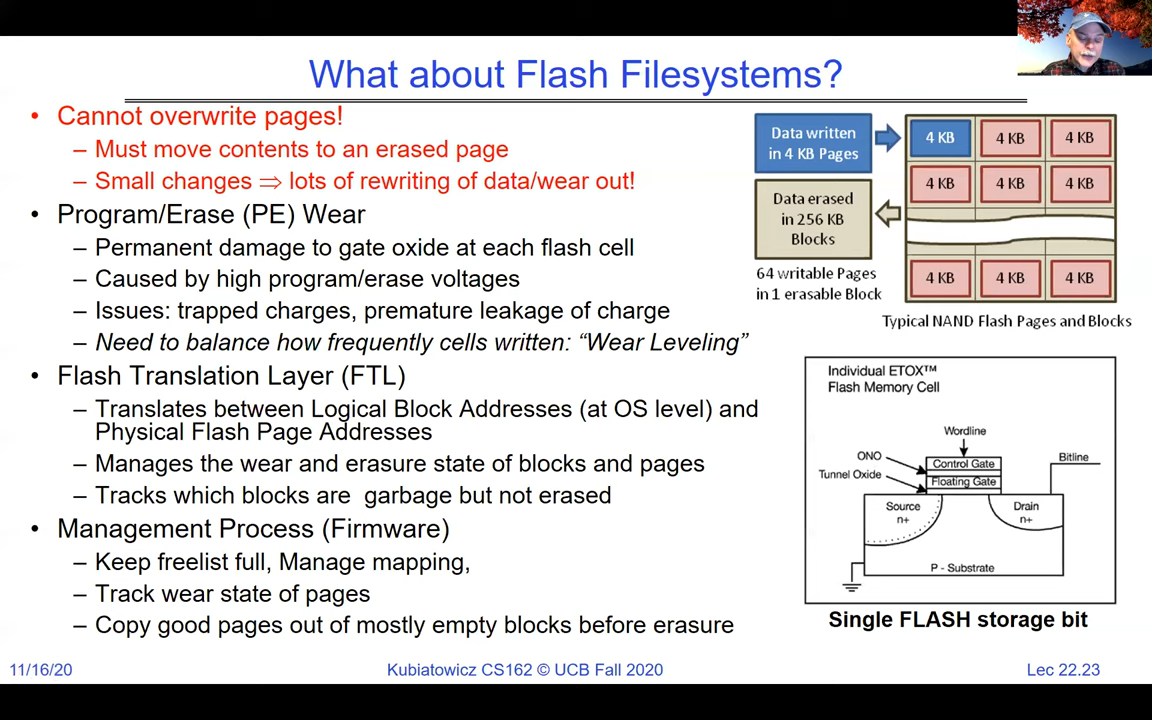 What about Flash Filesystems?
• Cannot overwrite pages!
– Must move contents to an erased page
– Small changes ⇒ lots of rewriting of data/wear out!
• Program/Erase (PE) Wear
– Permanent damage to gate oxide at each flash cell
– Caused by high program/erase voltages
– Issues: trapped charges, premature leakage of charge
– Need to balance how frequently cells written: “Wear Leveling”
• Flash Translation Layer (FTL)
– Translates between Logical Block Addresses (at OS level) and
Physical Flash Page Addresses
– Manages the wear and erasure state of blocks and pages
– Tracks which blocks are garbage but not erased
• Management Process (Firmware)
– Keep freelist full, Manage mapping,
– Track wear state of pages
– Copy good pages out of mostly empty blocks before erasure
Data written
in 4 KB Pages
Data erased
in 256 KB
Blocks
64 writable Pages
in 1 erasable Block
4 KB 4 KB 4 KB
4 KB 4 KB 4 KB
4 KB 4 KB 4 KB
Typical NAND Flash Pages and Blocks
Individual ETOX™
Flash Memory Cell
Wordline
ONO
Control Gate
Bitline
Tunnel Oxide
Floating Gate
Source
n+
Drain
n+
P - Substrate
Single FLASH storage bit
11/16/20
Kubiatowicz CS162 © UCB Fall 2020
Lec 22.23